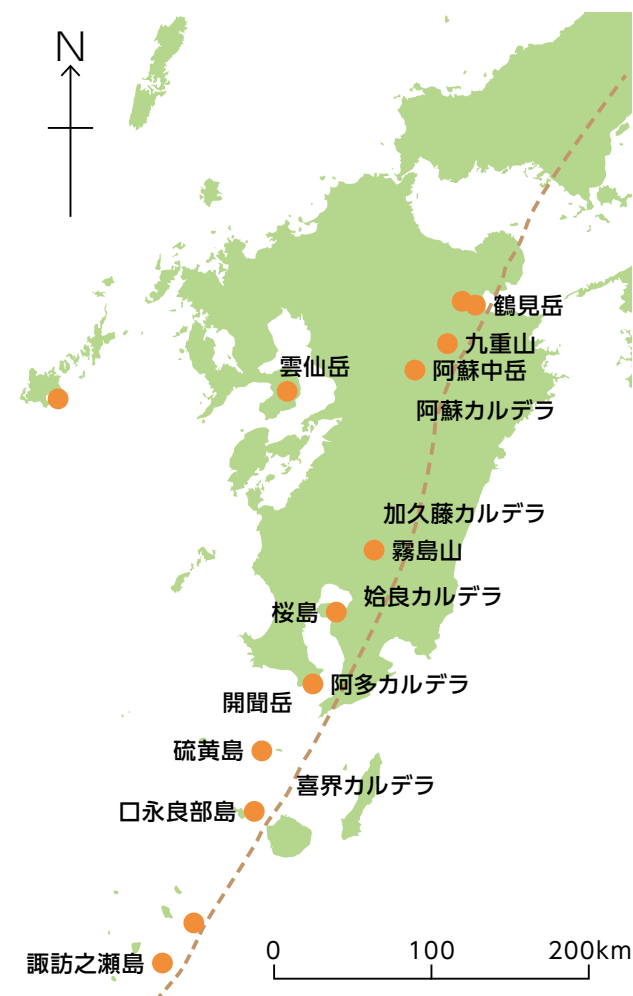 N
鶴見岳
九重山
雲仙岳
阿蘇中岳
阿蘇カルデラ
加久藤カルデラ
霧島山
姶良カルデラ
桜島
阿多カルデラ
開聞岳
硫黄島
喜界カルデラ
口永良部島
諏訪之瀬島
0 100 200km